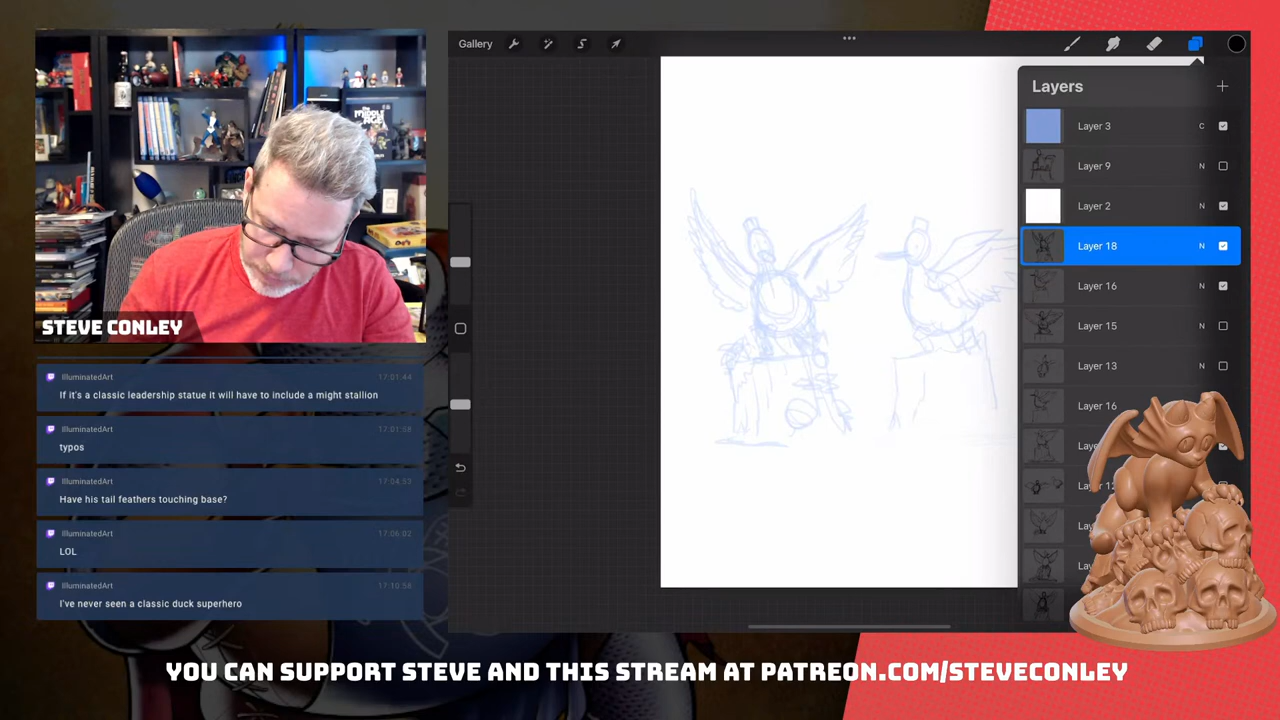 Gallery
Layers
Layer 3
C
Layer 9
N
Layer 2
N
Layer 18
N
Layer 16
N
Layer 15
N
Layer 13
N
Layer 16
THE MIDDLE AGE
STEVE CONLEY
IlluminatedArt 17:01:44
If it's a classic leadership statue it will have to include a might stallion
IlluminatedArt 17:01:58
typos
IlluminatedArt 17:04:53
Have his tail feathers touching base?
IlluminatedArt 17:06:02
LOL
IlluminatedArt 17:10:58
I've never seen a classic duck superhero
YOU CAN SUPPORT STEVE AND THIS STREAM AT PATREON.COM/STEVECONLEY